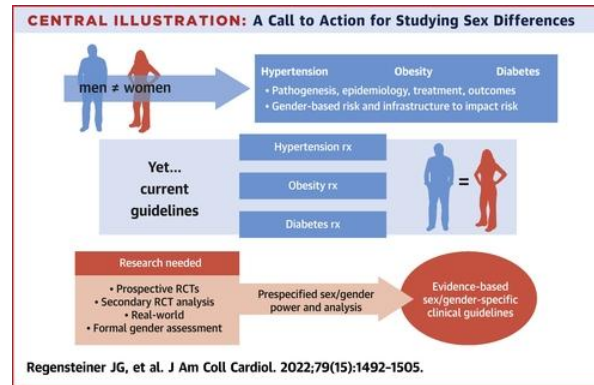 CENTRAL ILLUSTRATION: A Call to Action for Studying Sex Differences
men ≠ women
Hypertension Obesity Diabetes
• Pathogenesis, epidemiology, treatment, outcomes
• Gender-based risk and infrastructure to impact risk
Yet...
current
guidelines
Hypertension rx
Obesity rx
Diabetes rx
=
Research needed
• Prospective RCTs
• Secondary RCT analysis
• Real-world
• Formal gender assessment
Prespecified sex/gender
power and analysis
Evidence-based
sex/gender-specific
clinical guidelines
Regensteiner JG, et al. J Am Coll Cardiol. 2022;79(15):1492–1505.